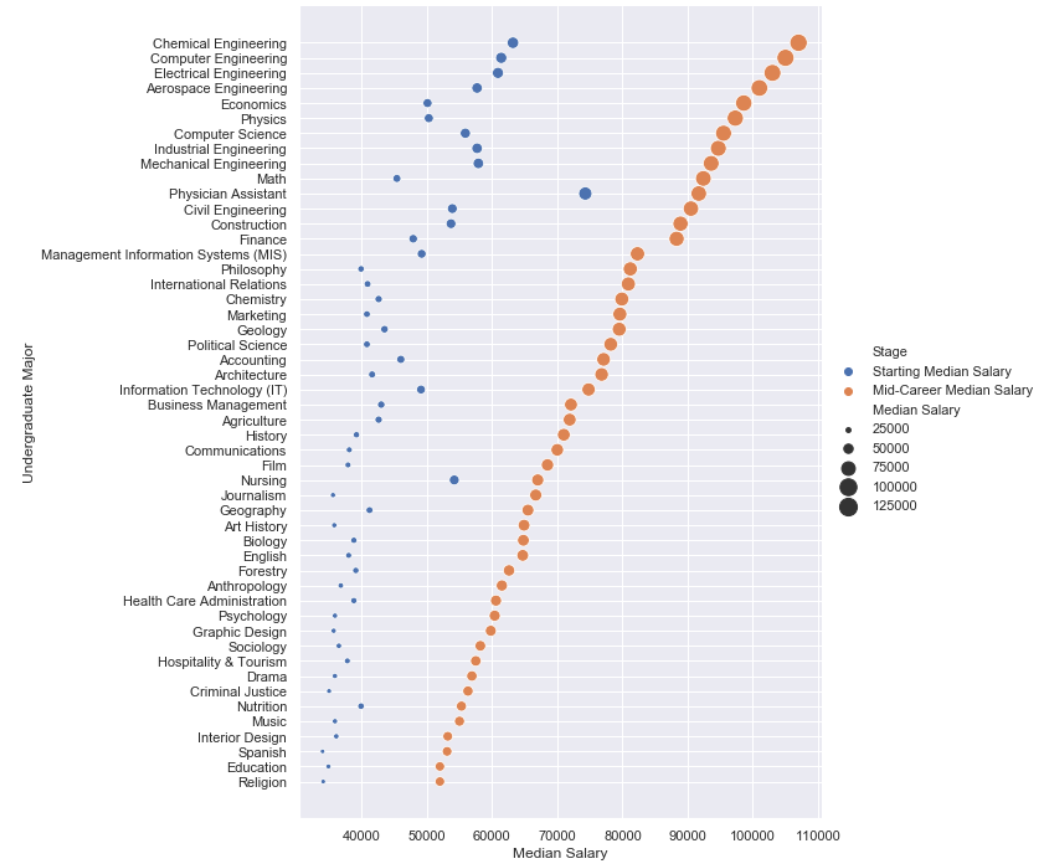 Chemical Engineering
Computer Engineering
Electrical Engineering
Aerospace Engineering
Economics
Physics
Computer Science
Industrial Engineering
Mechanical Engineering
Math
Physician Assistant
Civil Engineering
Construction
Finance
Management Information Systems (MIS)
Philosophy
International Relations
Chemistry
Marketing
Geology
Political Science
Accounting
Architecture
Information Technology (IT)
Business Management
Agriculture
History
Communications
Film
Nursing
Journalism
Geography
Art History
Biology
English
Forestry
Anthropology
Health Care Administration
Psychology
Graphic Design
Sociology
Hospitality & Tourism
Drama
Criminal Justice
Nutrition
Music
Interior Design
Spanish
Education
Religion
Undergraduate Major
40000 50000 60000 70000 80000 90000 100000 110000
Median Salary
Stage
Starting Median Salary
Mid-Career Median Salary
Median Salary
25000
50000
75000
100000
125000